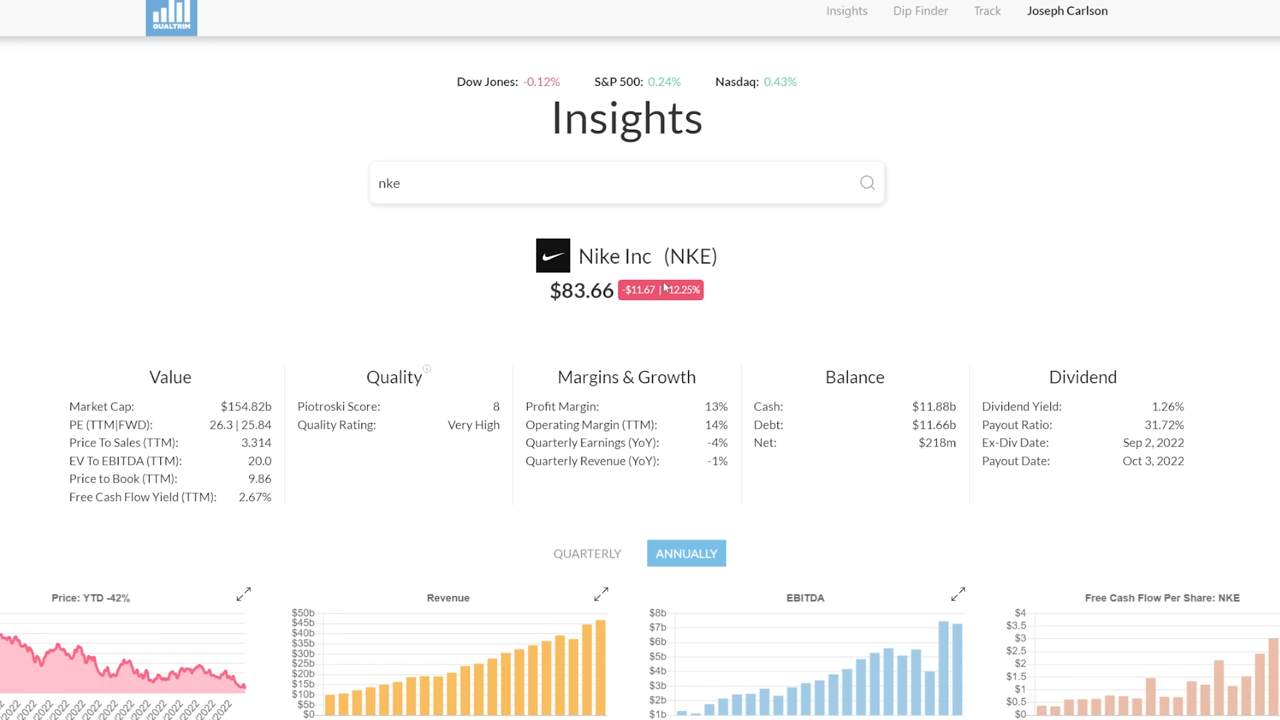 QUALTRIM
Insights Dip Finder Track Joseph Carlson
Dow Jones: -0.12% S&P 500: 0.24% Nasdaq: 0.43%
Insights
nke
Nike Inc (NKE)
$83.66 -$11.67 | -12.25%
Value
Market Cap: $154.82b
PE (TTM|FWD): 26.3 | 25.84
Price To Sales (TTM): 3.314
EV To EBITDA (TTM): 20.0
Price to Book (TTM): 9.86
Free Cash Flow Yield (TTM): 2.67%
Quality
Piotroski Score: 8
Quality Rating: Very High
Margins & Growth
Profit Margin: 13%
Operating Margin (TTM): 14%
Quarterly Earnings (YoY): -4%
Quarterly Revenue (YoY): -1%
Balance
Cash: $11.88b
Debt: $11.66b
Net: $218m
Dividend
Dividend Yield: 1.26%
Payout Ratio: 31.72%
Ex-Div Date: Sep 2, 2022
Payout Date: Oct 3, 2022
QUARTERLY ANNUALLY
Price: YTD -42%
2022 2022 2022 2022 2022 2022 2022 2022
Revenue
$50b
$45b
$40b
$35b
$30b
$25b
$20b
$15b
$10b
$5b
$0
EBITDA
$8b
$7b
$6b
$5b
$4b
$3b
$2b
$1b
Free Cash Flow Per Share: NKE
$4
$3.5
$3
$2.5
$2
$1.5
$1
$0.5
$0